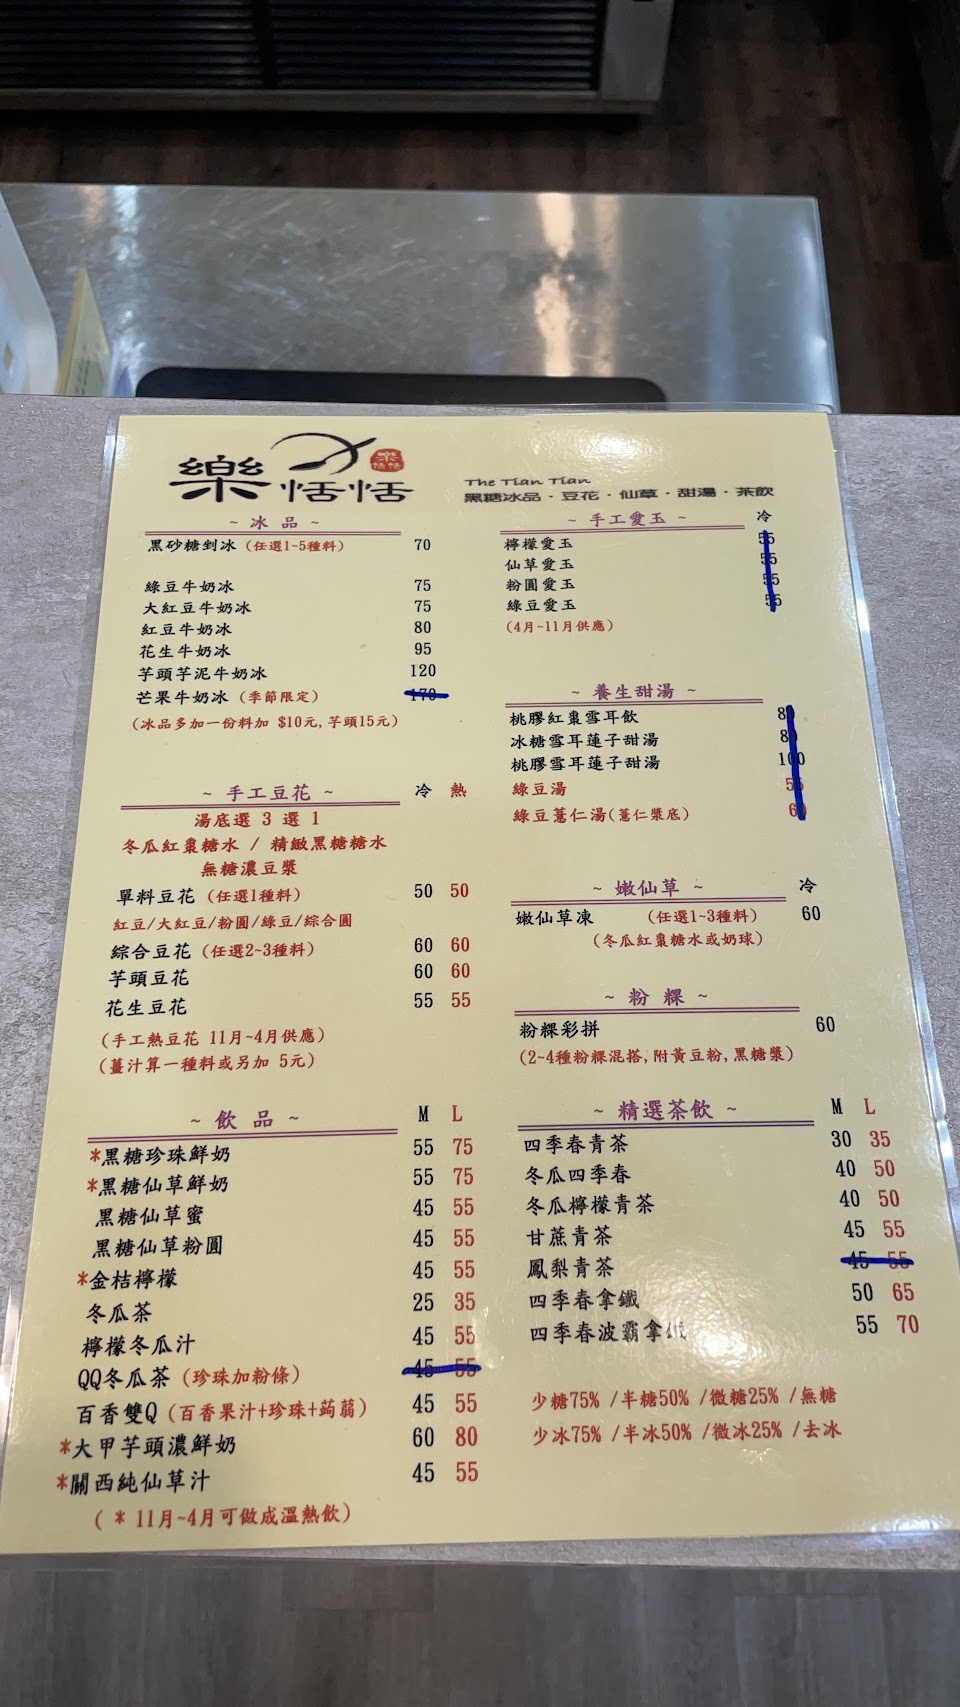 樂恬恬
樂恬恬
The Tian Tian
黑糖冰品 · 豆花 · 仙草 · 甜湯 · 茶飲
~ 冰 品 ~
黑砂糖剉冰 (任選1~5種料) 70
綠豆牛奶冰 75
大紅豆牛奶冰 75
紅豆牛奶冰 80
花生牛奶冰 95
芋頭芋泥牛奶冰 120
芒果牛奶冰 (季節限定) 170
(冰品多加一份料加 $10元, 芋頭15元)
~ 手工豆花 ~ 冷 熱
湯底選 3 選 1
冬瓜紅棗糖水 / 精緻黑糖糖水
無糖濃豆漿
單料豆花 (任選1種料) 50 50
紅豆/大紅豆/粉圓/綠豆/綜合圓
綜合豆花 (任選2~3種料) 60 60
芋頭豆花 60 60
花生豆花 55 55
(手工熱豆花 11月~4月供應)
(薑汁算一種料或另加 5元)
~ 飲 品 ~ M L
*黑糖珍珠鮮奶 55 75
*黑糖仙草鮮奶 55 75
黑糖仙草蜜 45 55
黑糖仙草粉圓 45 55
*金桔檸檬 45 55
冬瓜茶 25 35
檸檬冬瓜汁 45 55
QQ冬瓜茶 (珍珠加粉條) 45 55
百香雙Q (百香果汁+珍珠+蒟蒻) 45 55
*大甲芋頭濃鮮奶 60 80
*關西純仙草汁 45 55
( * 11月~4月可做成溫熱飲)
~ 手工愛玉 ~ 冷
檸檬愛玉 55
仙草愛玉 55
粉圓愛玉 55
綠豆愛玉 55
(4月~11月供應)
~ 養生甜湯 ~
桃膠紅棗雪耳飲 80
冰糖雪耳蓮子甜湯 80
桃膠雪耳蓮子甜湯 100
綠豆湯 55
綠豆薏仁湯(薏仁漿底) 60
~ 嫩仙草 ~ 冷
嫩仙草凍 (任選1~3種料) 60
(冬瓜紅棗糖水或奶球)
~ 粉 粿 ~
粉粿彩拼 60
(2~4種粉粿混搭, 附黃豆粉, 黑糖漿)
~ 精選茶飲 ~ M L
四季春青茶 30 35
冬瓜四季春 40 50
冬瓜檸檬青茶 40 50
甘蔗青茶 45 55
鳳梨青茶 45 55
四季春拿鐵 50 65
四季春波霸拿鐵 55 70
少糖75% /半糖50% /微糖25% /無糖
少冰75% /半冰50% /微冰25% /去冰